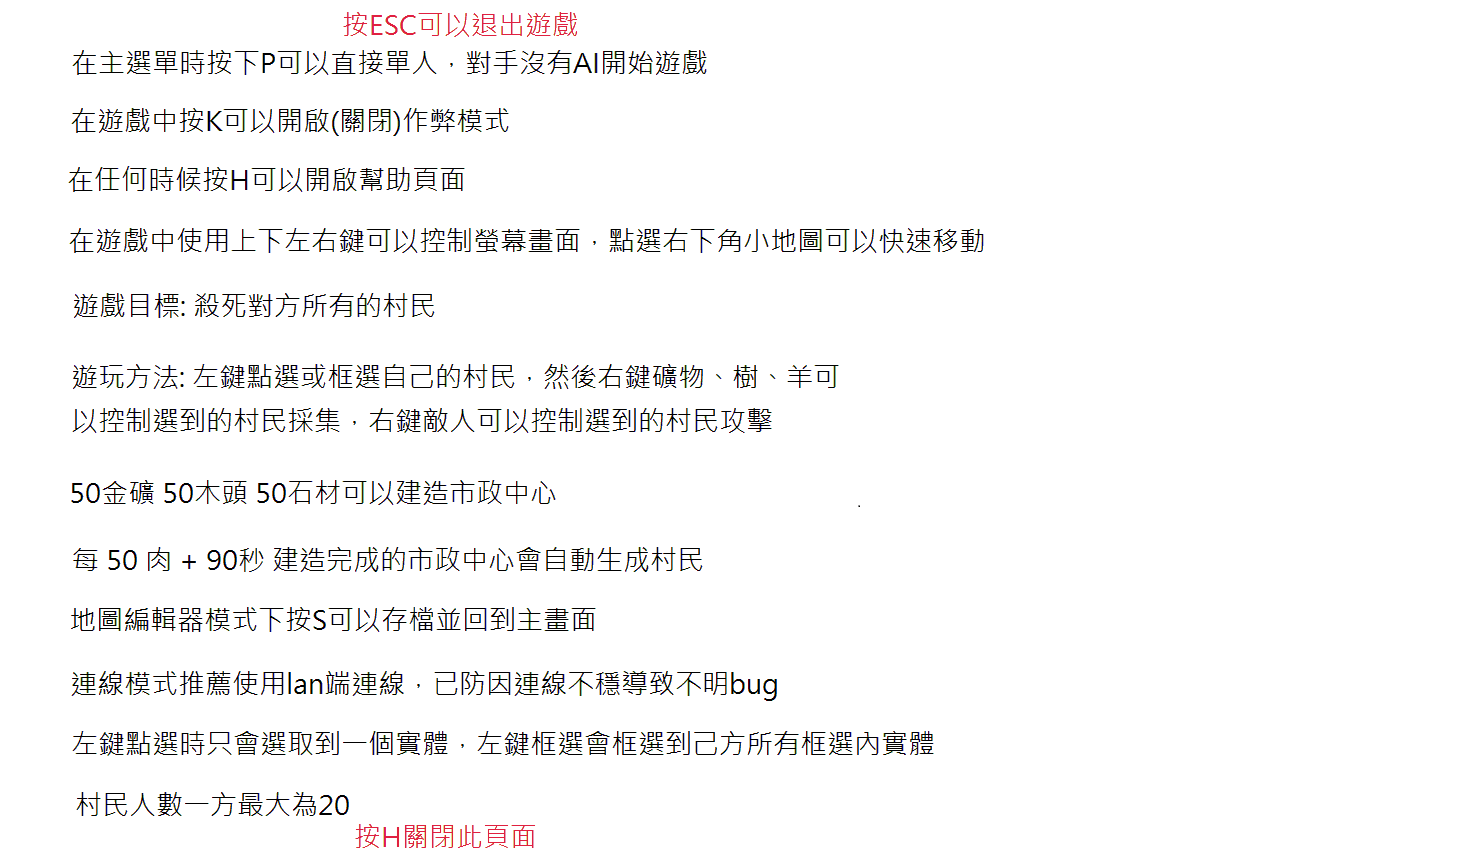 按ESC可以退出遊戲
在主選單時按下P可以直接單人，對手沒有AI開始遊戲
在遊戲中按K可以開啟(關閉)作弊模式
在任何時候按H可以開啟幫助頁面
在遊戲中使用上下左右鍵可以控制螢幕畫面，點選右下角小地圖可以快速移動
遊戲目標: 殺死對方所有的村民
遊玩方法: 左鍵點選或框選自己的村民，然後右鍵礦物、樹、羊可
以控制選到的村民採集，右鍵敵人可以控制選到的村民攻擊
50金礦 50木頭 50石材可以建造市政中心
每 50 肉 + 90秒 建造完成的市政中心會自動生成村民
地圖編輯器模式下按S可以存檔並回到主畫面
連線模式推薦使用lan端連線，已防因連線不穩導致不明bug
左鍵點選時只會選取到一個實體，左鍵框選會框選到己方所有框選內實體
村民人數一方最大為20
按H關閉此頁面